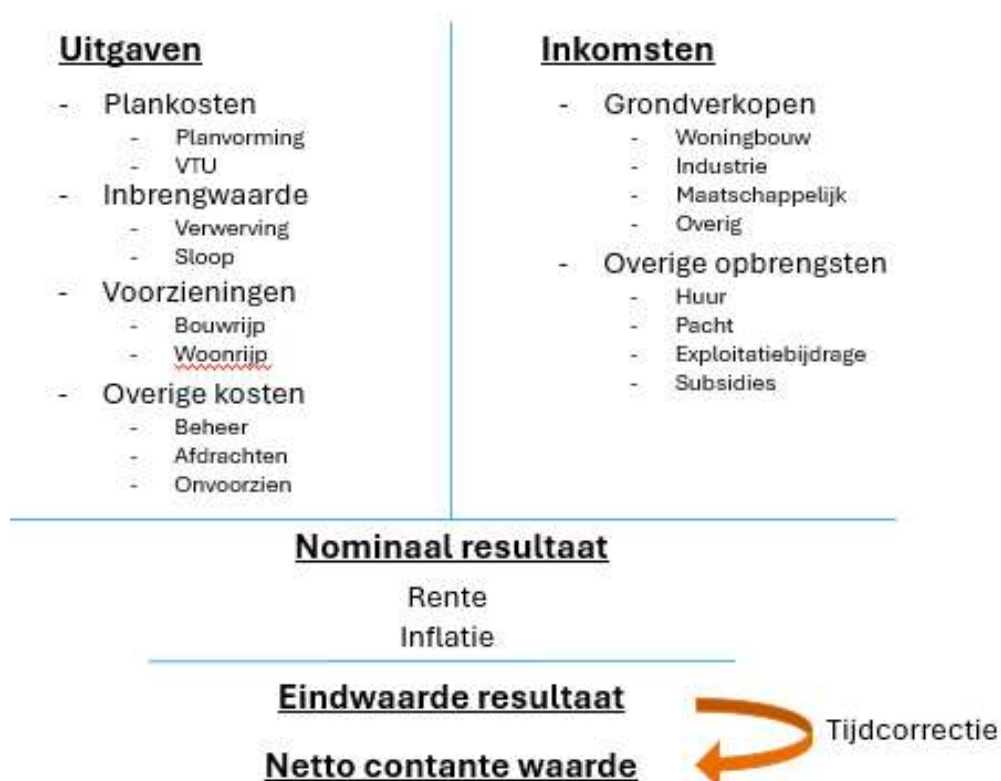 Uitgaven
- Plankosten
- Planvorming
- VTU
- Inbrengwaarde
- Verwerving
- Sloop
- Voorzieningen
- Bouwrijp
- Woonrijp
- Overige kosten
- Beheer
- Afdrachten
- Onvoorzien
Inkomsten
- Grondverkopen
- Woningbouw
- Industrie
- Maatschappelijk
- Overig
- Overige opbrengsten
- Huur
- Pacht
- Exploitatiebijdrage
- Subsidies
Nominaal resultaat
Rente
Inflatie
Eindwaarde resultaat
Tijdcorrectie
Netto contante waarde